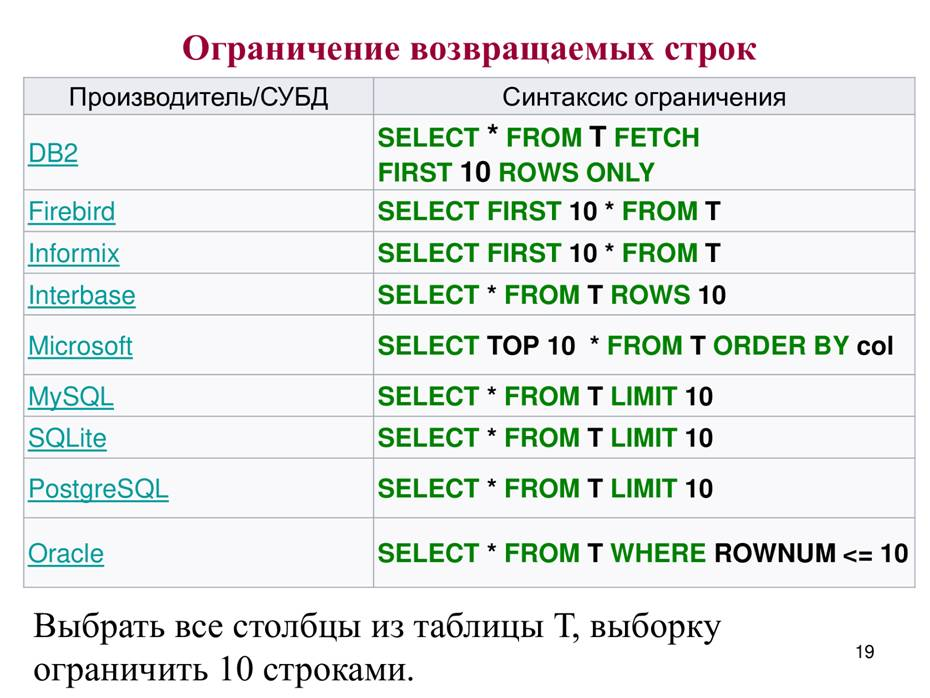 Ограничение возвращаемых строк
Производитель/СУБД Синтаксис ограничения
DB2 SELECT * FROM T FETCH
FIRST 10 ROWS ONLY
Firebird SELECT FIRST 10 * FROM T
Informix SELECT FIRST 10 * FROM T
Interbase SELECT * FROM T ROWS 10
Microsoft SELECT TOP 10 * FROM T ORDER BY col
MySQL SELECT * FROM T LIMIT 10
SQLite SELECT * FROM T LIMIT 10
PostgreSQL SELECT * FROM T LIMIT 10
Oracle SELECT * FROM T WHERE ROWNUM <= 10
Выбрать все столбцы из таблицы T, выборку
ограничить 10 строками.
19